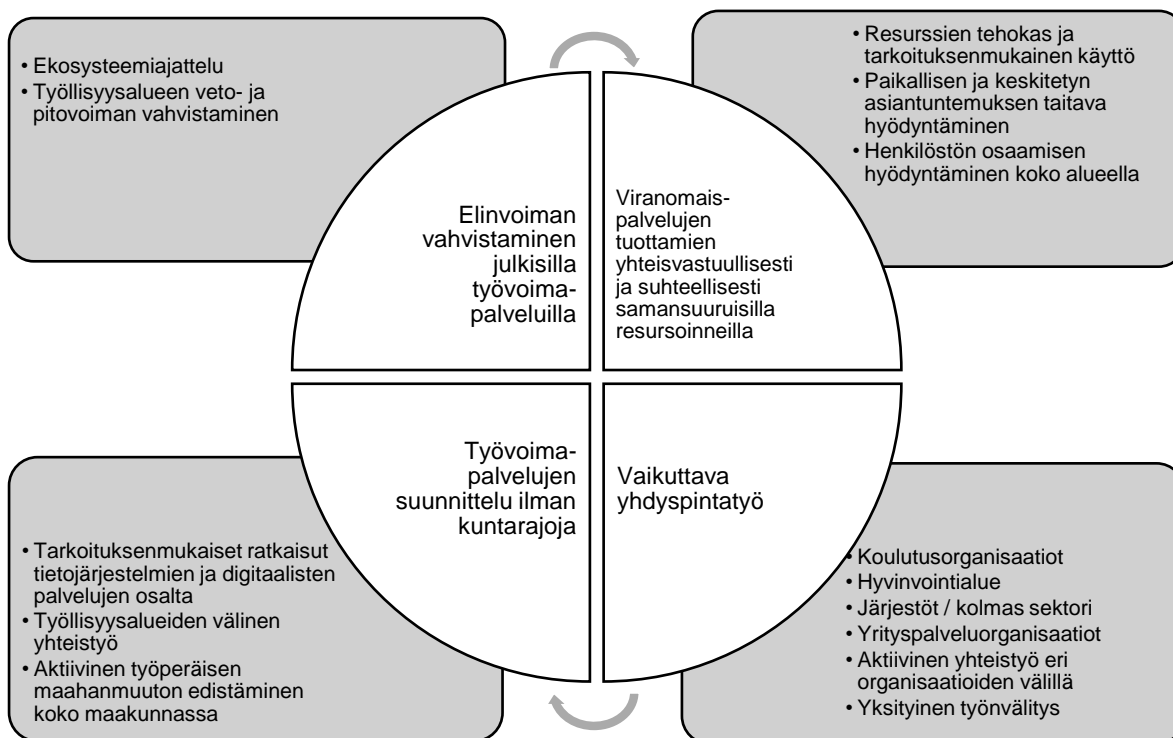 • Ekosysteemiajattelu
• Työllisyysalueen veto- ja
pitovoiman vahvistaminen
• Resurssien tehokas ja
tarkoituksenmukainen käyttö
• Paikallisen ja keskitetyn
asiantuntemuksen taitava
hyödyntäminen
• Henkilöstön osaamisen
hyödyntäminen koko alueella
Elinvoiman
vahvistaminen
julkisilla
työvoima-
palveluilla
Viranomais-
palvelujen
tuottamien
yhteisvastuullisesti
ja suhteellisesti
samansuuruisilla
resursoinneilla
Työvoima-
palvelujen
suunnittelu ilman
kuntarajoja
Vaikuttava
yhdyspintatyö
• Tarkoituksenmukaiset ratkaisut
tietojärjestelmien ja digitaalisten
palvelujen osalta
• Työllisyysalueiden välinen
yhteistyö
• Aktiivinen työperäisen
maahanmuuton edistäminen
koko maakunnassa
• Koulutusorganisaatiot
• Hyvinvointialue
• Järjestöt / kolmas sektori
• Yrityspalveluorganisaatiot
• Aktiivinen yhteistyö eri
organisaatioiden välillä
• Yksityinen työnvälitys